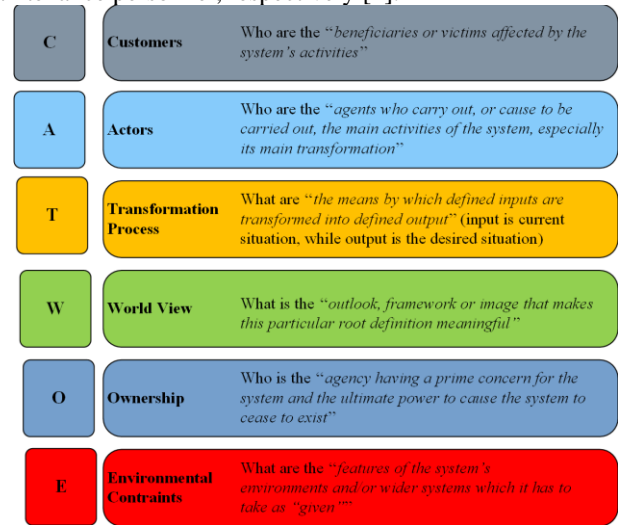 personnel, respectively
C Customers Who are the “beneficiaries or victims affected by the
system’s activities”
A Actors Who are the “agents who carry out, or cause to be
carried out, the main activities of the system, especially
its main transformation”
T Transformation Process What are “the means by which defined inputs are
transformed into defined output” (input is current
situation, while output is the desired situation)
W World View What is the “outlook, framework or image that makes
this particular root definition meaningful”
O Ownership Who is the “agency having a prime concern for the
system and the ultimate power to cause the system to
cease to exist”
E Environmental Contraints What are the “features of the system’s
environments and/or wider systems which it has to
take as “given””